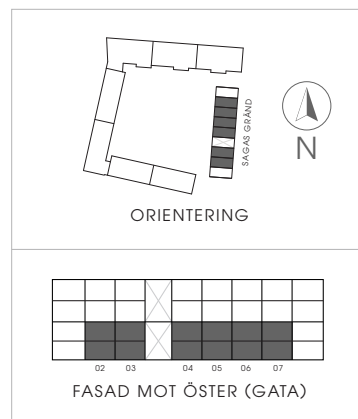 SAGAS GRÄND
N
ORIENTERING
02 03 04 05 06 07
FASAD MOT ÖSTER (GATA)